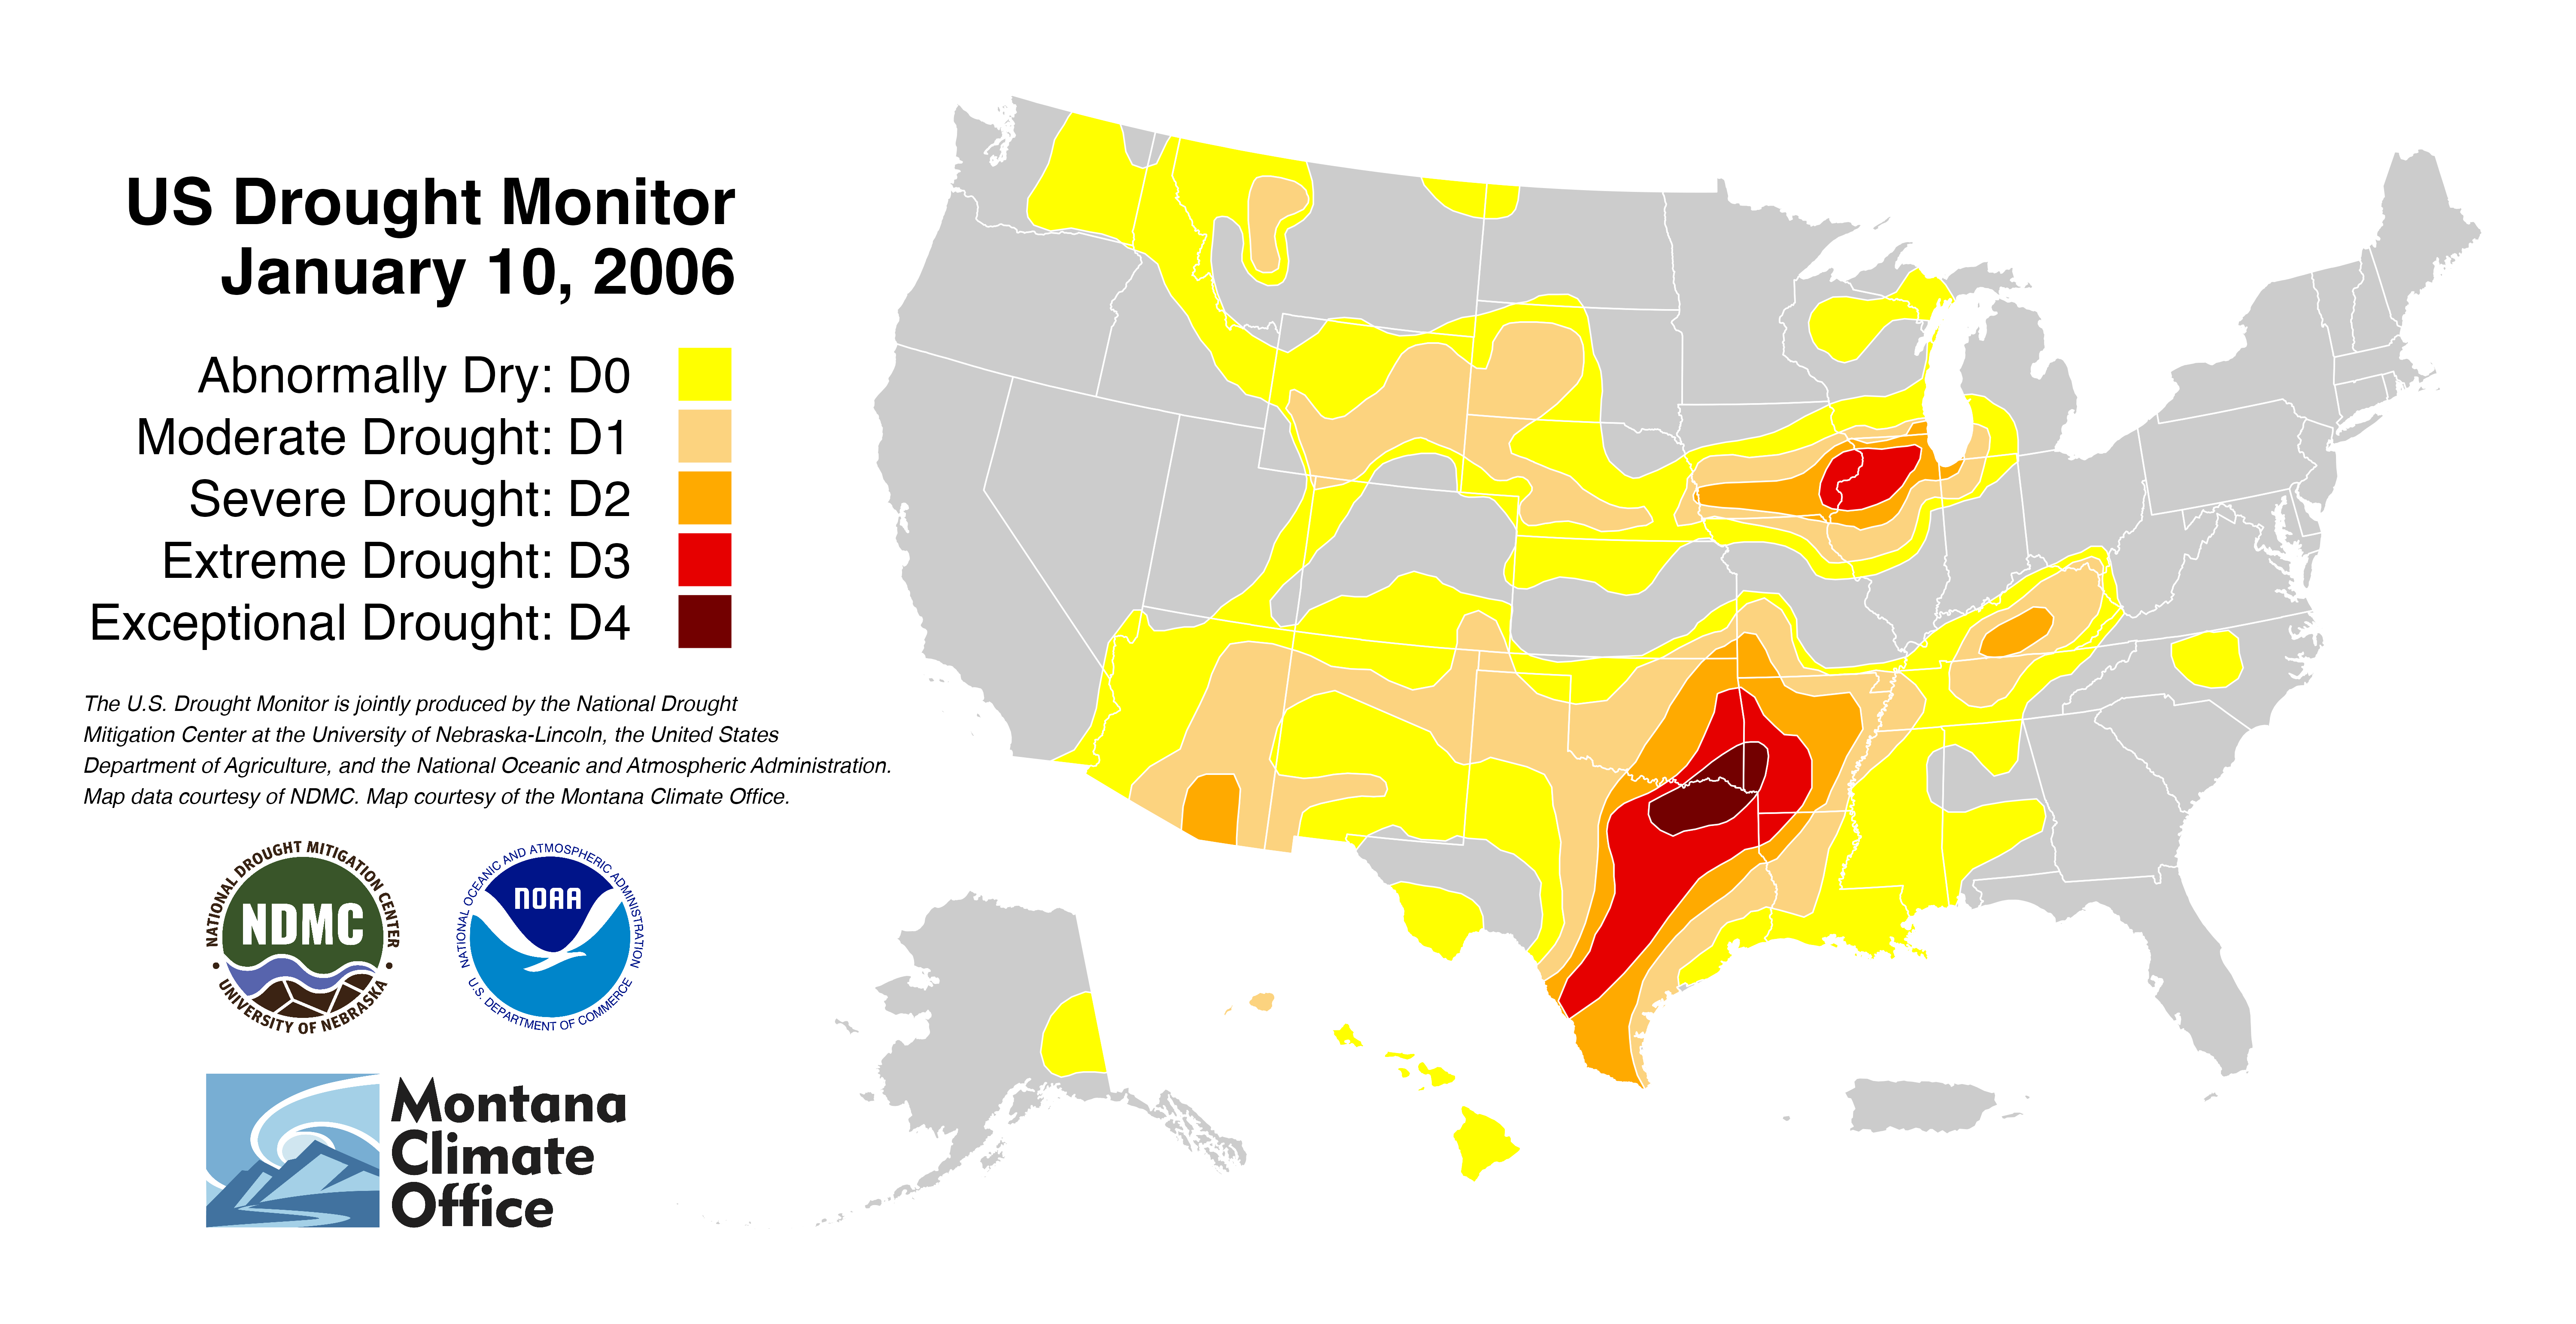 US Drought Monitor
January 10, 2006
Abnormally Dry: D0
Moderate Drought: D1
Severe Drought: D2
Extreme Drought: D3
Exceptional Drought: D4
The U.S. Drought Monitor is jointly produced by the National Drought
Mitigation Center at the University of Nebraska-Lincoln, the United States
Department of Agriculture, and the National Oceanic and Atmospheric Administration.
Map data courtesy of NDMC. Map courtesy of the Montana Climate Office.
NATIONAL DROUGHT MITIGATION CENTER
NDMC
• UNIVERSITY OF NEBRASKA •
NATIONAL OCEANIC AND ATMOSPHERIC ADMINISTRATION
NOAA
U.S. DEPARTMENT OF COMMERCE
Montana
Climate
Office